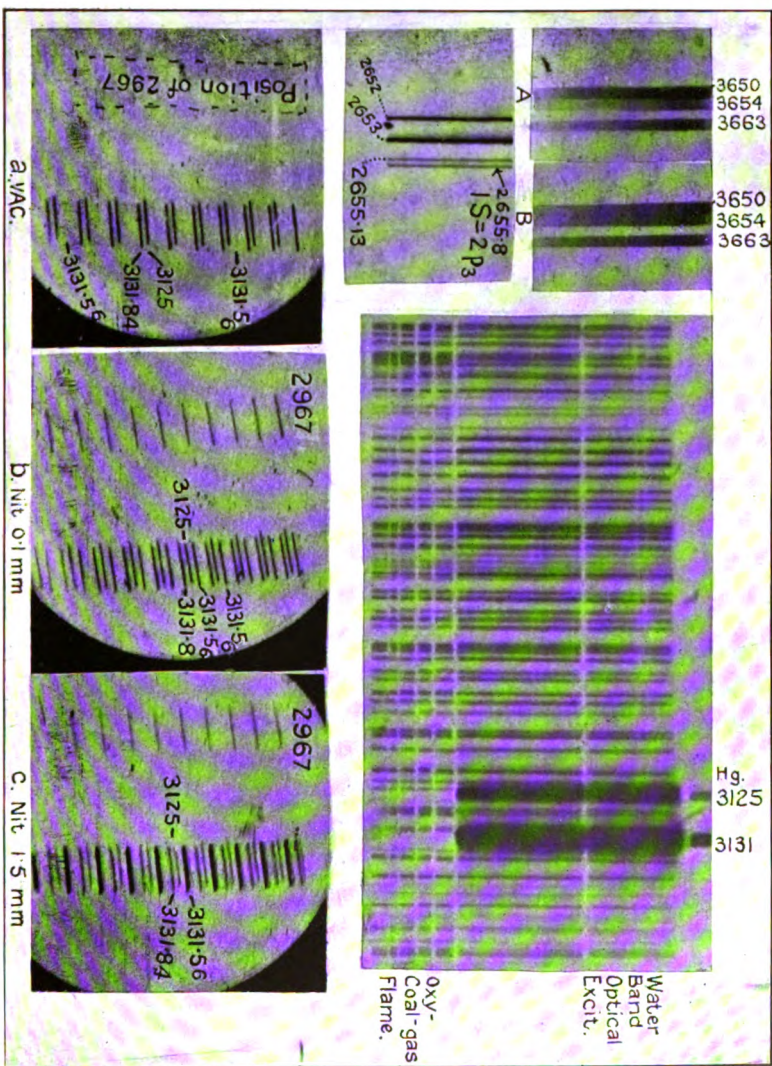 3650
3654
3663
A
3650
3654
3663
B
2652
2653
2655.8
1S=2p3
2655.13
Position of 2967
3131.56
3125
3131.84
3131.56
a. VAC.
2967
3125
3131.56
3131.56
3131.8
b. Nit 0.1 mm
2967
3125
3131.56
3131.84
c. Nit 1.5 mm
Hg.
3125
3131
Water
Band
Optical
Excit.
Oxy-
Coal-gas
Flame.